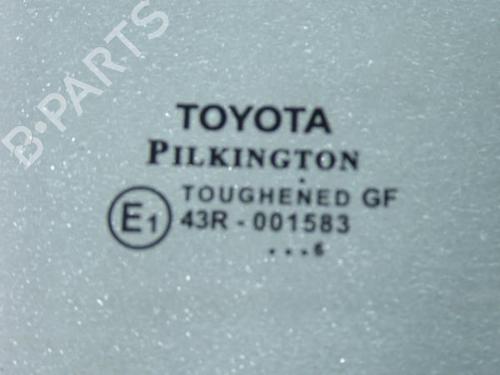 B-PARTS
TOYOTA
PILKINGTON
TOUGHENED GF
E1 43R - 001583
...6